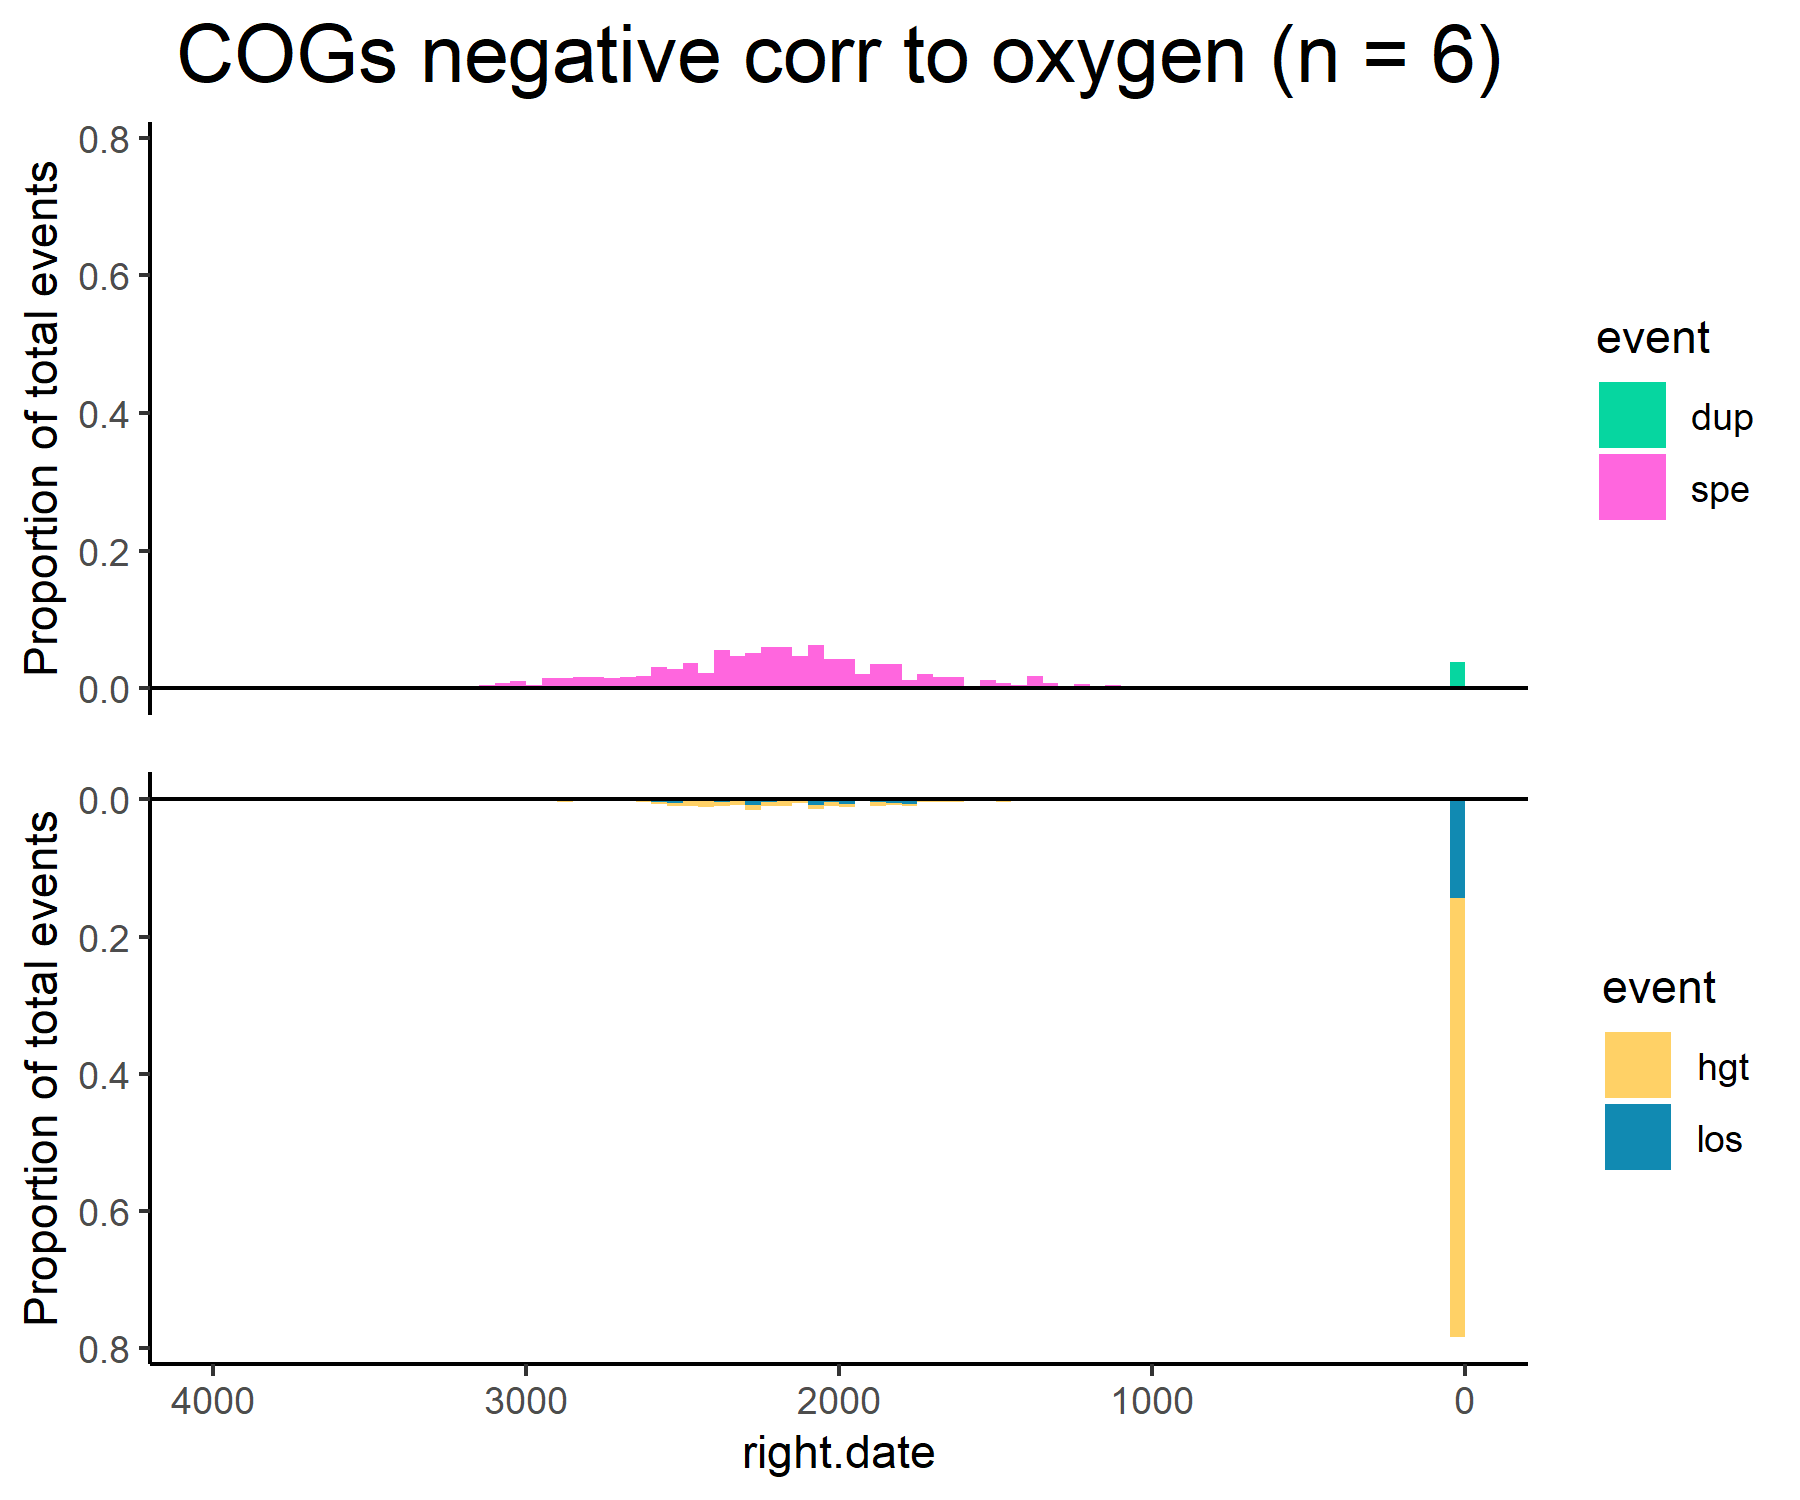 COGs negative corr to oxygen (n = 6)
Proportion of total events
0.8
0.6
0.4
0.2
0.0
event
dup
spe
Proportion of total events
0.0
0.2
0.4
0.6
0.8
event
hgt
los
4000 3000 2000 1000 0
right.date